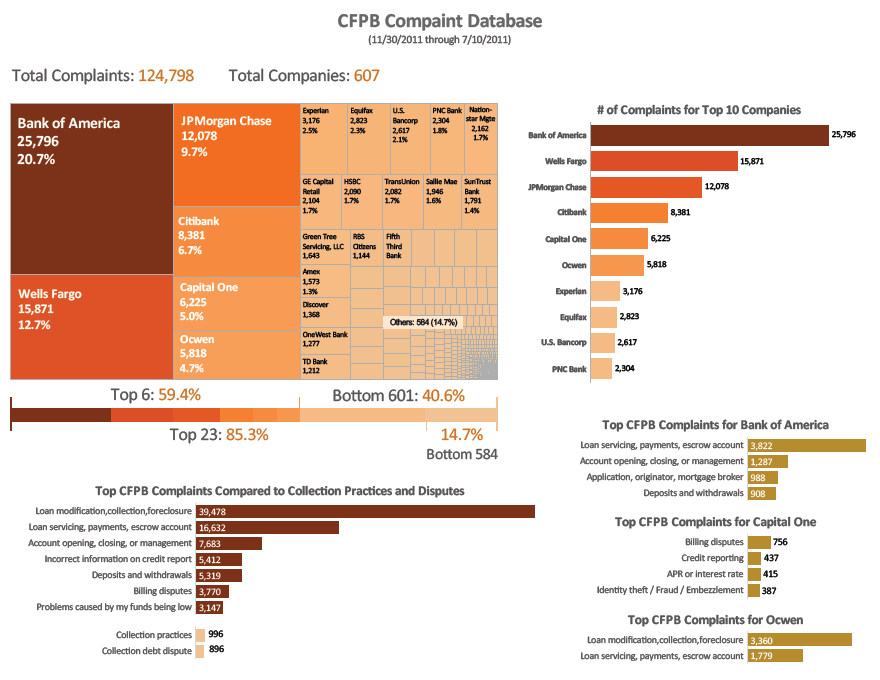 CFPB Compaint Database
(11/30/2011 through 7/10/2011)
Total Complaints: 124,798 Total Companies: 607
Bank of America
25,796
20.7%
Wells Fargo
15,871
12.7%
JPMorgan Chase
12,078
9.7%
Citibank
8,381
6.7%
Capital One
6,225
5.0%
Ocwen
5,818
4.7%
Experian
3,176
2.5%
Equifax
2,823
2.3%
U.S.
Bancorp
2,617
2.1%
PNC Bank
2,304
1.8%
Nation-
star Mgte
2,162
1.7%
GE Capital
Retail
2,104
1.7%
HSBC
2,090
1.7%
TransUnion
2,082
1.7%
Sallie Mae
1,946
1.6%
SunTrust
Bank
1,791
1.4%
Green Tree
Servicing, LLC
1,643
RBS
Citizens
1,144
Fifth
Third
Bank
Amex
1,573
1.3%
Discover
1,368
OneWest Bank
1,277
TD Bank
1,212
Others: 584 (14.7%)
Top 6: 59.4%
Bottom 601: 40.6%
Top 23: 85.3%
14.7%
Bottom 584
# of Complaints for Top 10 Companies
Bank of America 25,796
Wells Fargo 15,871
JPMorgan Chase 12,078
Citibank 8,381
Capital One 6,225
Ocwen 5,818
Experian 3,176
Equifax 2,823
U.S. Bancorp 2,617
PNC Bank 2,304
Top CFPB Complaints Compared to Collection Practices and Disputes
Loan modification,collection,foreclosure 39,478
Loan servicing, payments, escrow account 16,632
Account opening, closing, or management 7,683
Incorrect information on credit report 5,412
Deposits and withdrawals 5,319
Billing disputes 3,770
Problems caused by my funds being low 3,147
Collection practices 996
Collection debt dispute 896
Top CFPB Complaints for Bank of America
Loan servicing, payments, escrow account 3,822
Account opening, closing, or management 1,287
Application, originator, mortgage broker 988
Deposits and withdrawals 908
Top CFPB Complaints for Capital One
Billing disputes 756
Credit reporting 437
APR or interest rate 415
Identity theft / Fraud / Embezzlement 387
Top CFPB Complaints for Ocwen
Loan modification,collection,foreclosure 3,360
Loan servicing, payments, escrow account 1,779